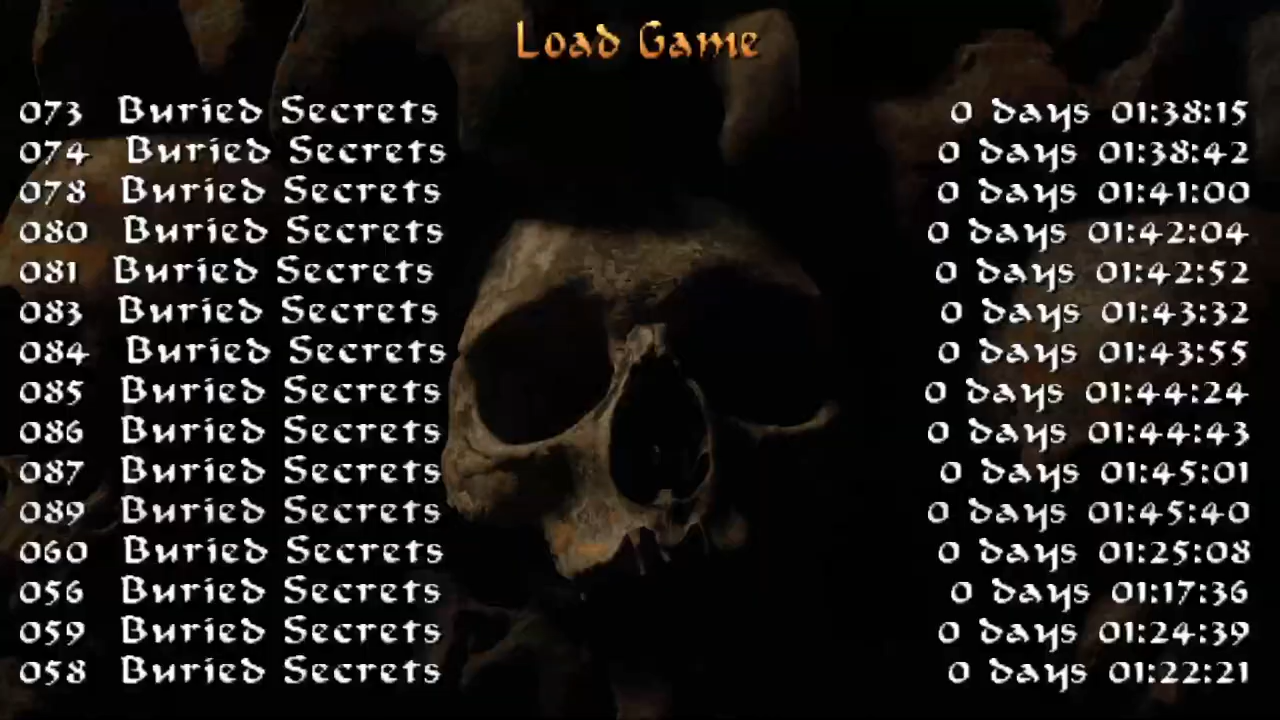 Load Game
073 Buried Secrets 0 days 01:38:15
074 Buried Secrets 0 days 01:38:42
078 Buried Secrets 0 days 01:41:00
080 Buried Secrets 0 days 01:42:04
081 Buried Secrets 0 days 01:42:52
083 Buried Secrets 0 days 01:43:32
084 Buried Secrets 0 days 01:43:55
085 Buried Secrets 0 days 01:44:24
086 Buried Secrets 0 days 01:44:43
087 Buried Secrets 0 days 01:45:01
089 Buried Secrets 0 days 01:45:40
060 Buried Secrets 0 days 01:25:08
056 Buried Secrets 0 days 01:17:36
059 Buried Secrets 0 days 01:24:39
058 Buried Secrets 0 days 01:22:21